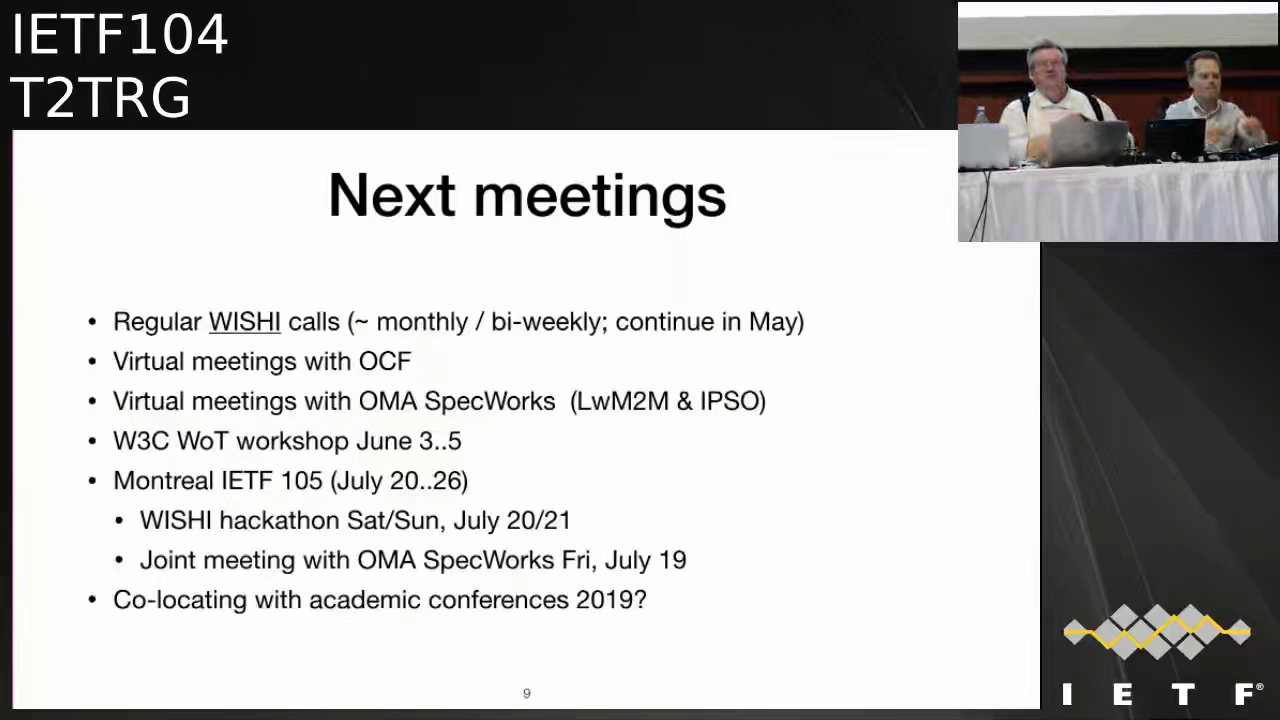 IETF104
T2TRG
Next meetings
• Regular WISHI calls (~ monthly / bi-weekly; continue in May)
• Virtual meetings with OCF
• Virtual meetings with OMA SpecWorks (LwM2M & IPSO)
• W3C WoT workshop June 3..5
• Montreal IETF 105 (July 20..26)
• WISHI hackathon Sat/Sun, July 20/21
• Joint meeting with OMA SpecWorks Fri, July 19
• Co-locating with academic conferences 2019?
9
I E T F®